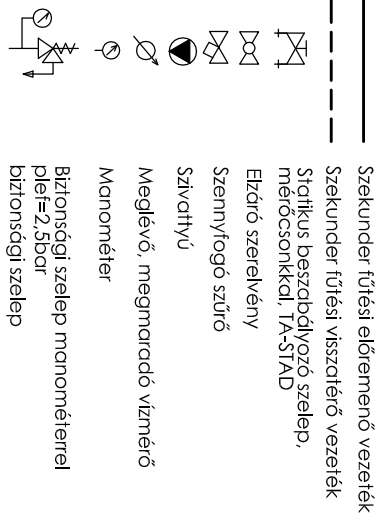 Szekunder fűtési előremenő vezeték
Szekunder fűtési visszatérő vezeték
Statikus beszabályozó szelep,
mérőcsonkkal, TA-STAD
Elzáró szerelvény
Szennyfogó szűrő
Szivattyú
Meglévő, megmaradó vízmérő
Manométer
Biztonsági szelep manométerrel
plef=2,5bar
biztonsági szelep